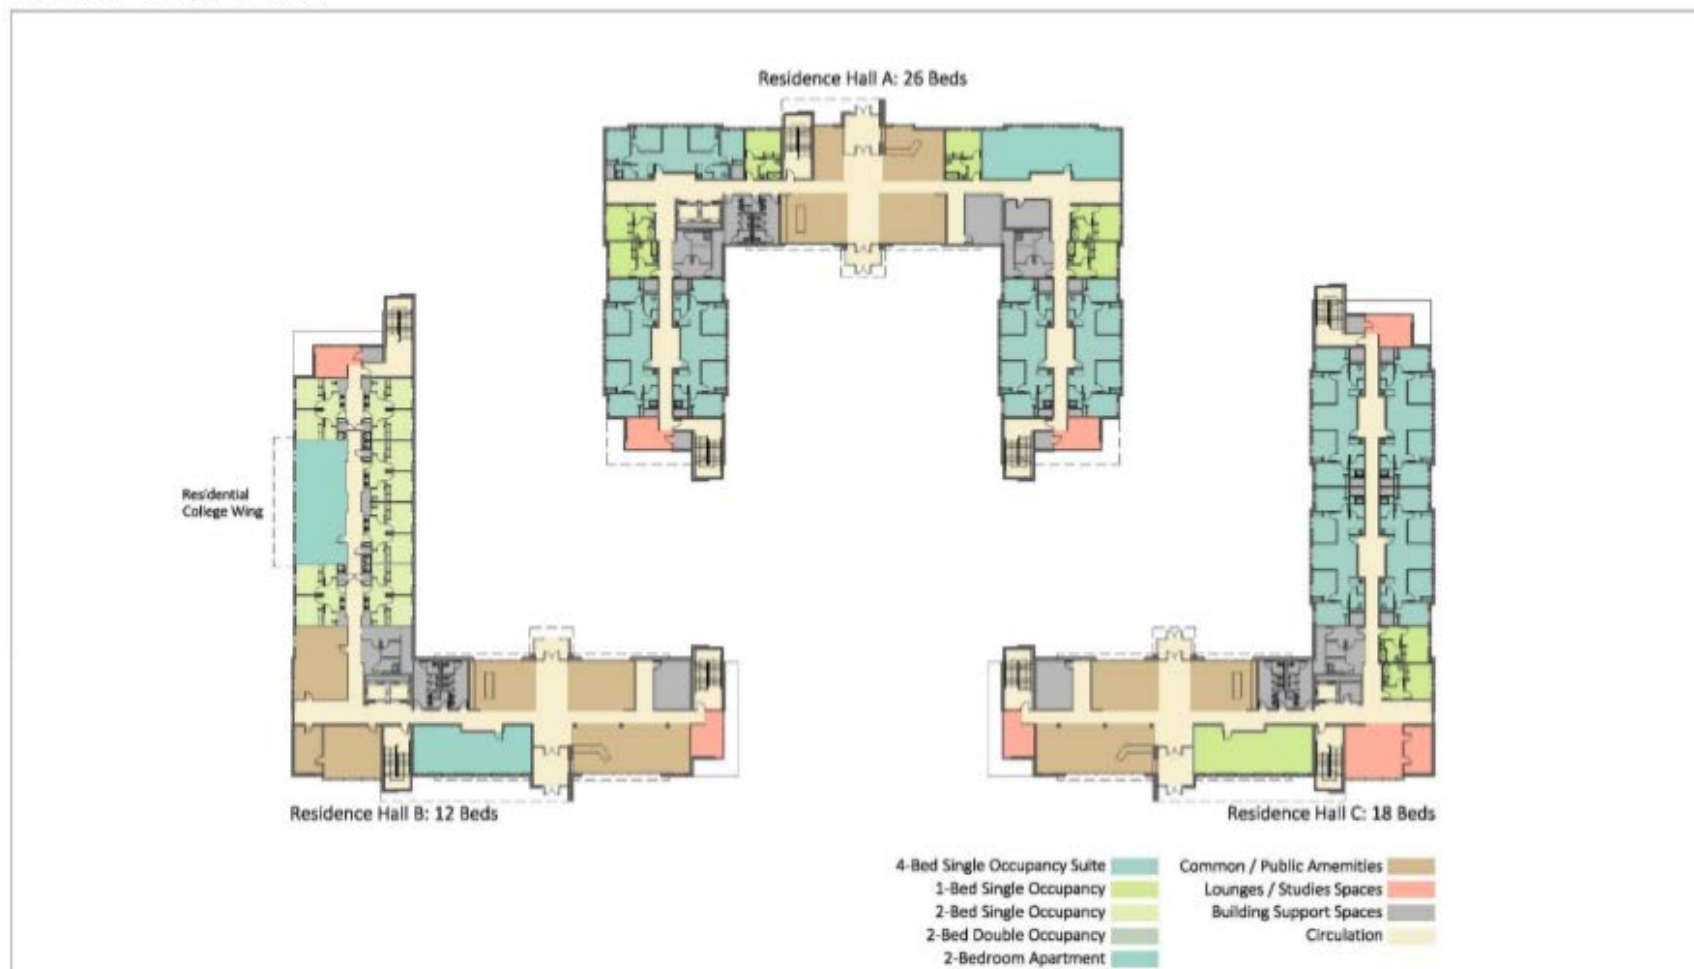 Residence Hall A: 26 Beds
Residential
College Wing
Residence Hall B: 12 Beds
Residence Hall C: 18 Beds
4-Bed Single Occupancy Suite
1-Bed Single Occupancy
2-Bed Single Occupancy
2-Bed Double Occupancy
2-Bedroom Apartment
Common / Public Amemities
Lounges / Studies Spaces
Building Support Spaces
Circulation